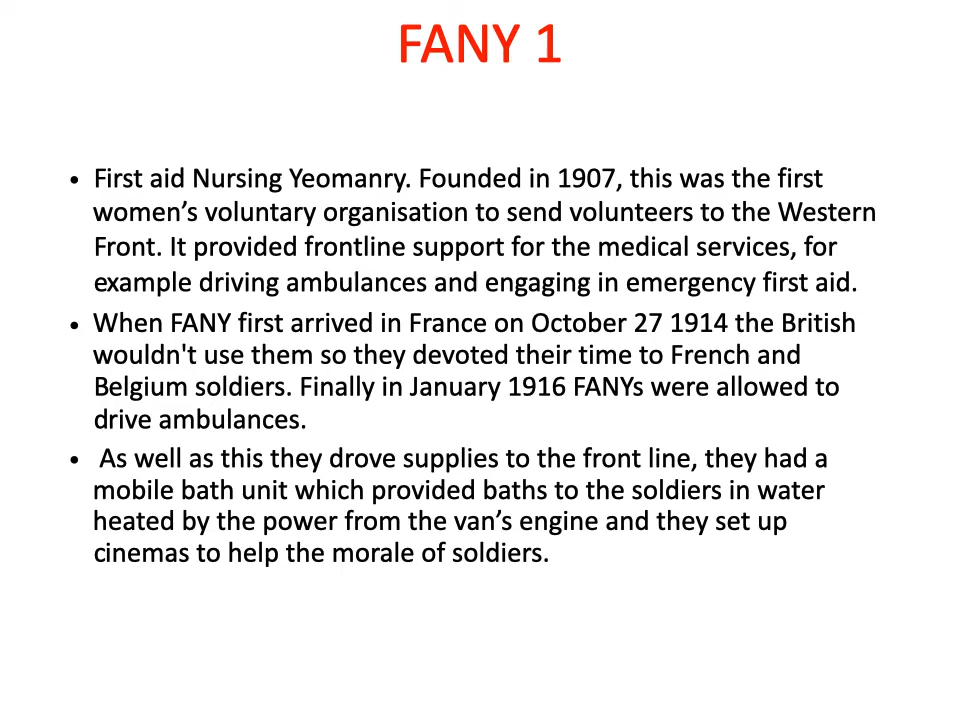 FANY 1
• First aid Nursing Yeomanry. Founded in 1907, this was the first
women’s voluntary organisation to send volunteers to the Western
Front. It provided frontline support for the medical services, for
example driving ambulances and engaging in emergency first aid.
• When FANY first arrived in France on October 27 1914 the British
wouldn't use them so they devoted their time to French and
Belgium soldiers. Finally in January 1916 FANYs were allowed to
drive ambulances.
• As well as this they drove supplies to the front line, they had a
mobile bath unit which provided baths to the soldiers in water
heated by the power from the van’s engine and they set up
cinemas to help the morale of soldiers.